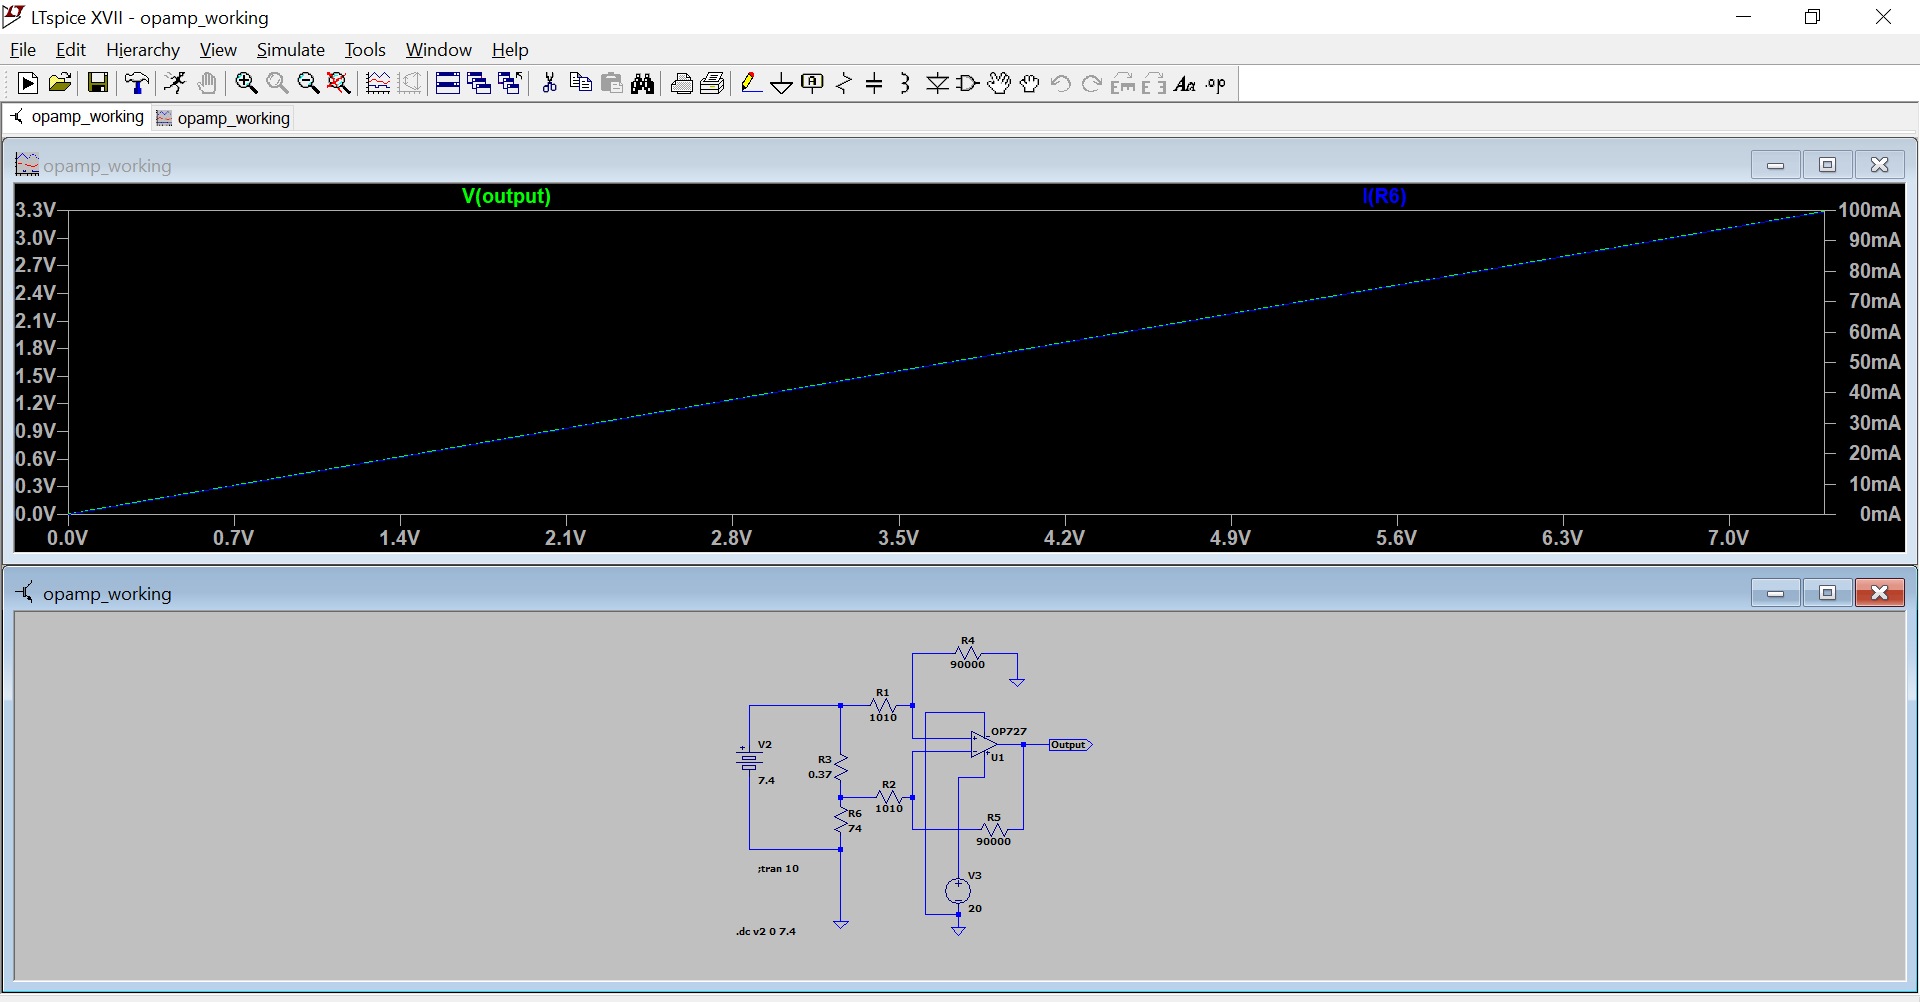 LTspice XVII - opamp_working
File Edit Hierarchy View Simulate Tools Window Help
opamp_working opamp_working
opamp_working
V(output) I(R6)
3.3V 100mA
3.0V 90mA
2.7V 80mA
2.4V 70mA
2.1V 60mA
1.8V 50mA
1.5V 40mA
1.2V 30mA
0.9V 20mA
0.6V 10mA
0.3V 0mA
0.0V
0.0V 0.7V 1.4V 2.1V 2.8V 3.5V 4.2V 4.9V 5.6V 6.3V 7.0V
opamp_working
R4
90000
R1
1010
OP727
U1
Output
V2
7.4
R3
0.37
R2
1010
R6
74
R5
90000
;tran 10
V3
20
.dc v2 0 7.4